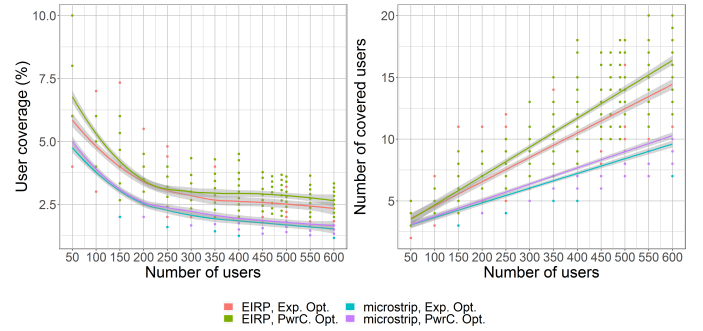 10.0
7.5
5.0
2.5
User coverage (%)
50 100 150 200 250 300 350 400 450 500 550 600
Number of users
20
15
10
5
Number of covered users
50 100 150 200 250 300 350 400 450 500 550 600
Number of users
EIRP, Exp. Opt. microstrip, Exp. Opt.
EIRP, PwrC. Opt. microstrip, PwrC. Opt.